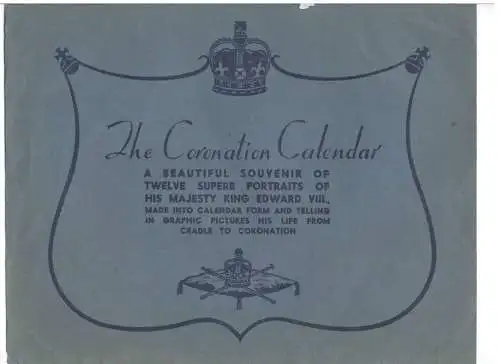 The Coronation Calendar
A BEAUTIFUL SOUVENIR OF
TWELVE SUPERB PORTRAITS OF
HIS MAJESTY KING EDWARD VIII.,
MADE INTO CALENDAR FORM AND TELLING
IN GRAPHIC PICTURES HIS LIFE FROM
CRADLE TO CORONATION